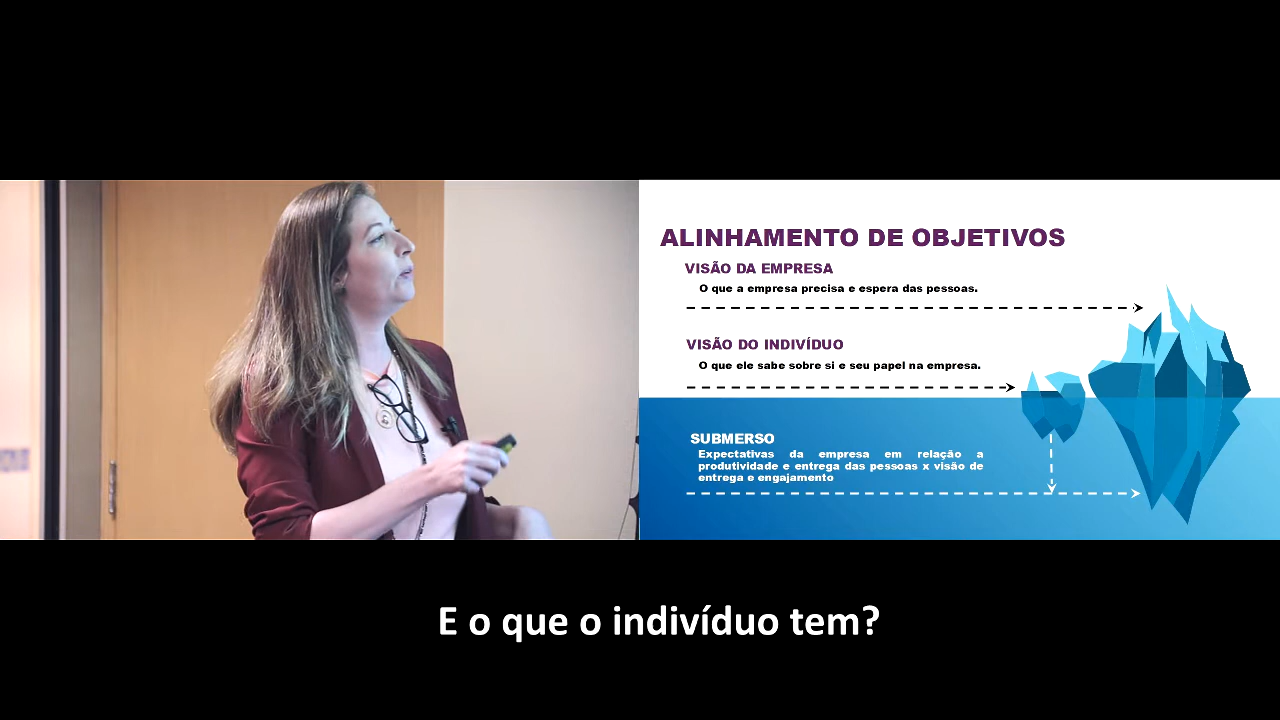 ALINHAMENTO DE OBJETIVOS
VISÃO DA EMPRESA
O que a empresa precisa e espera das pessoas.
VISÃO DO INDIVÍDUO
O que ele sabe sobre si e seu papel na empresa.
SUBMERSO
Expectativas da empresa em relação a
produtividade e entrega das pessoas x visão de
entrega e engajamento
E o que o indivíduo tem?